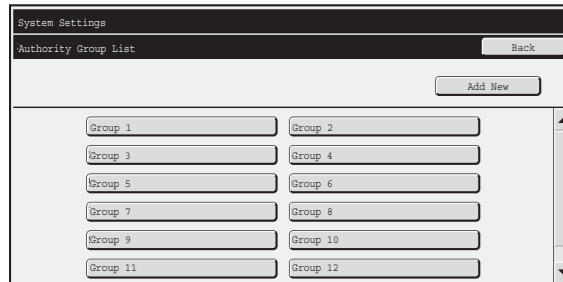 System Settings
Authority Group List
Back
Add New
Group 1
Group 2
Group 3
Group 4
Group 5
Group 6
Group 7
Group 8
Group 9
Group 10
Group 11
Group 12